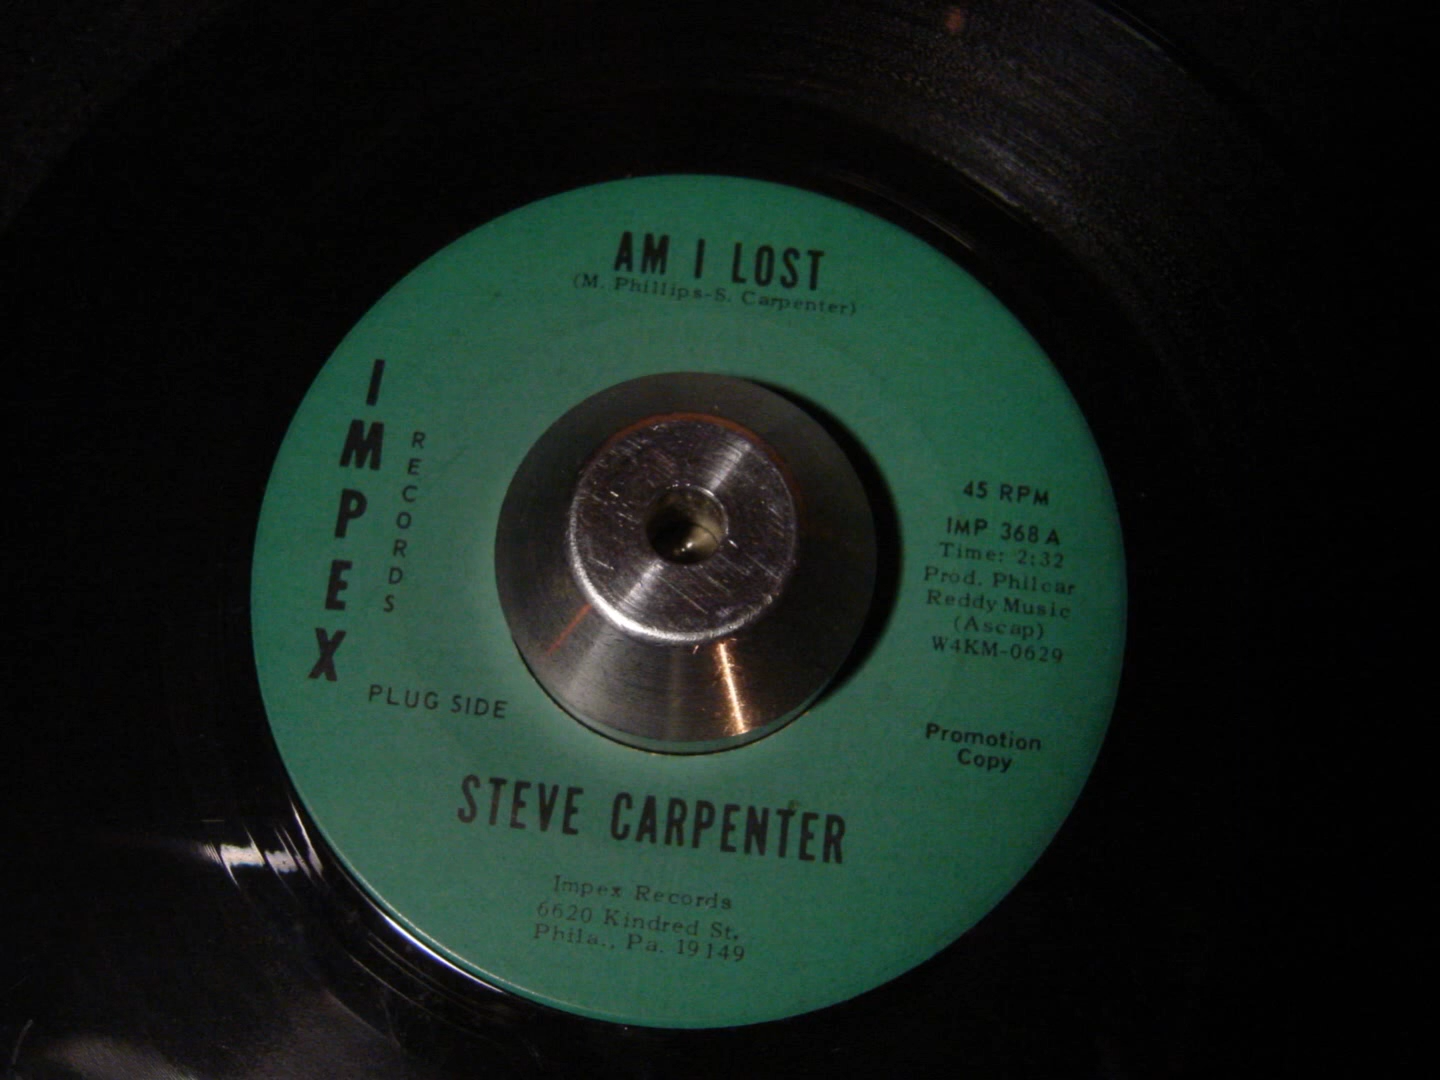 AM I LOST
(M. Phillips-S. Carpenter)
IMPEX
RECORDS
PLUG SIDE
45 RPM
IMP 368 A
Time: 2:32
Prod. Philcar
Reddy Music
(Ascap)
W4KM-0629
Promotion
Copy
STEVE CARPENTER
Impex Records
6620 Kindred St.
Phila., Pa. 19149